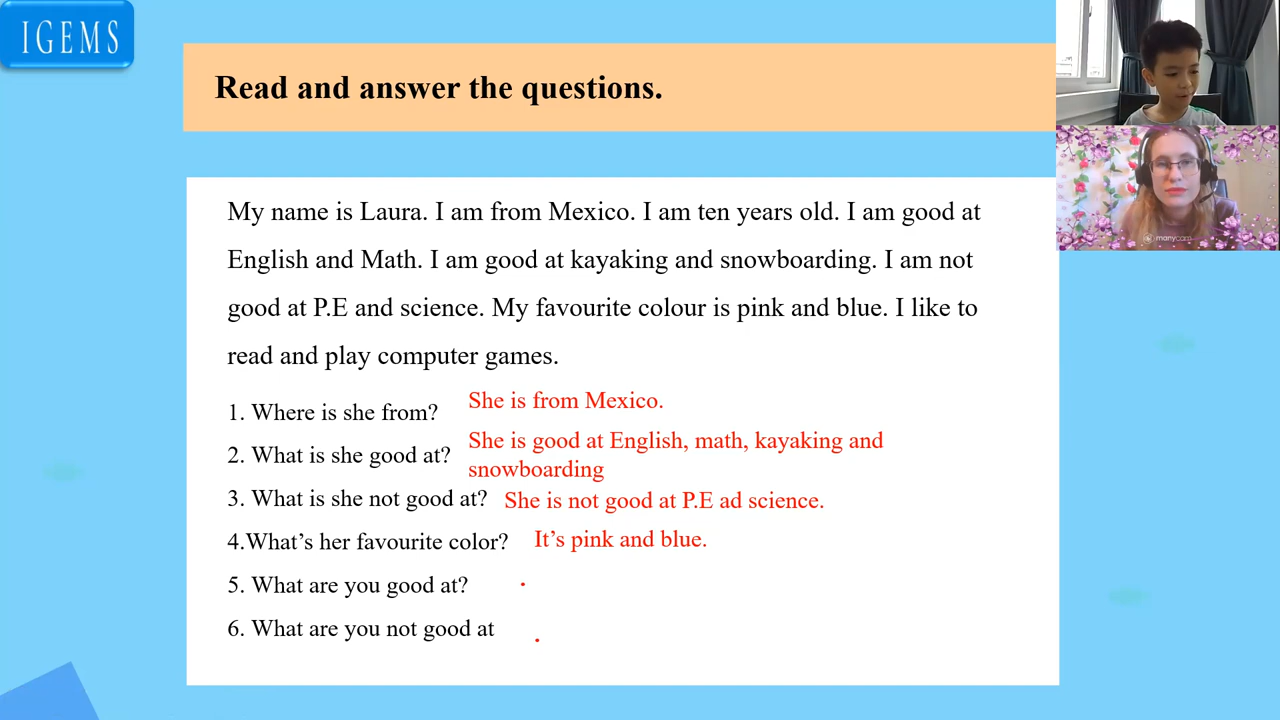 IGEMS
Read and answer the questions.
My name is Laura. I am from Mexico. I am ten years old. I am good at
English and Math. I am good at kayaking and snowboarding. I am not
good at P.E and science. My favourite colour is pink and blue. I like to
read and play computer games.
1. Where is she from?
She is from Mexico.
2. What is she good at?
She is good at English, math, kayaking and
snowboarding
3. What is she not good at?
She is not good at P.E ad science.
4.What’s her favourite color?
It’s pink and blue.
5. What are you good at?
.
6. What are you not good at
.
manycam